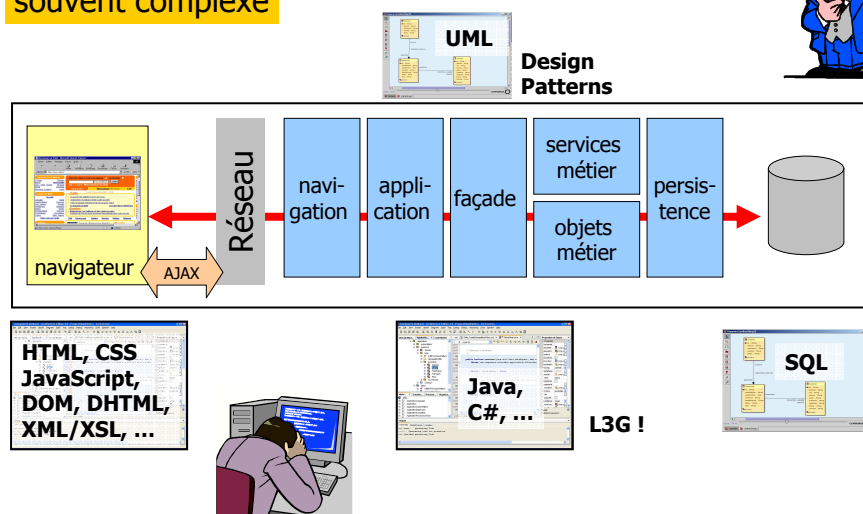 souvent complexe
UML
Design
Patterns
navigateur
AJAX
Réseau
navi-
gation
appli-
cation
façade
services
métier
objets
métier
persis-
tence
HTML, CSS
JavaScript,
DOM, DHTML,
XML/XSL, ...
Java,
C#, ...
L3G !
SQL